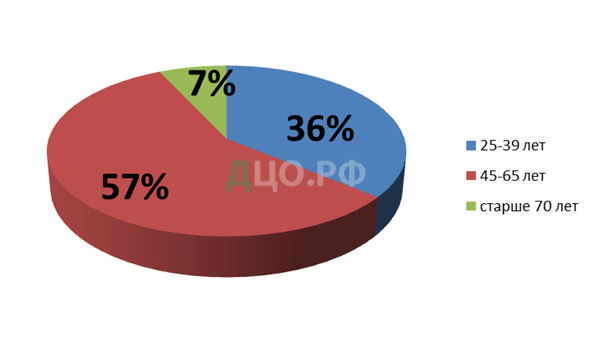 7%
36%
57%
ДЦО.РФ
25-39 лет
45-65 лет
старше 70 лет